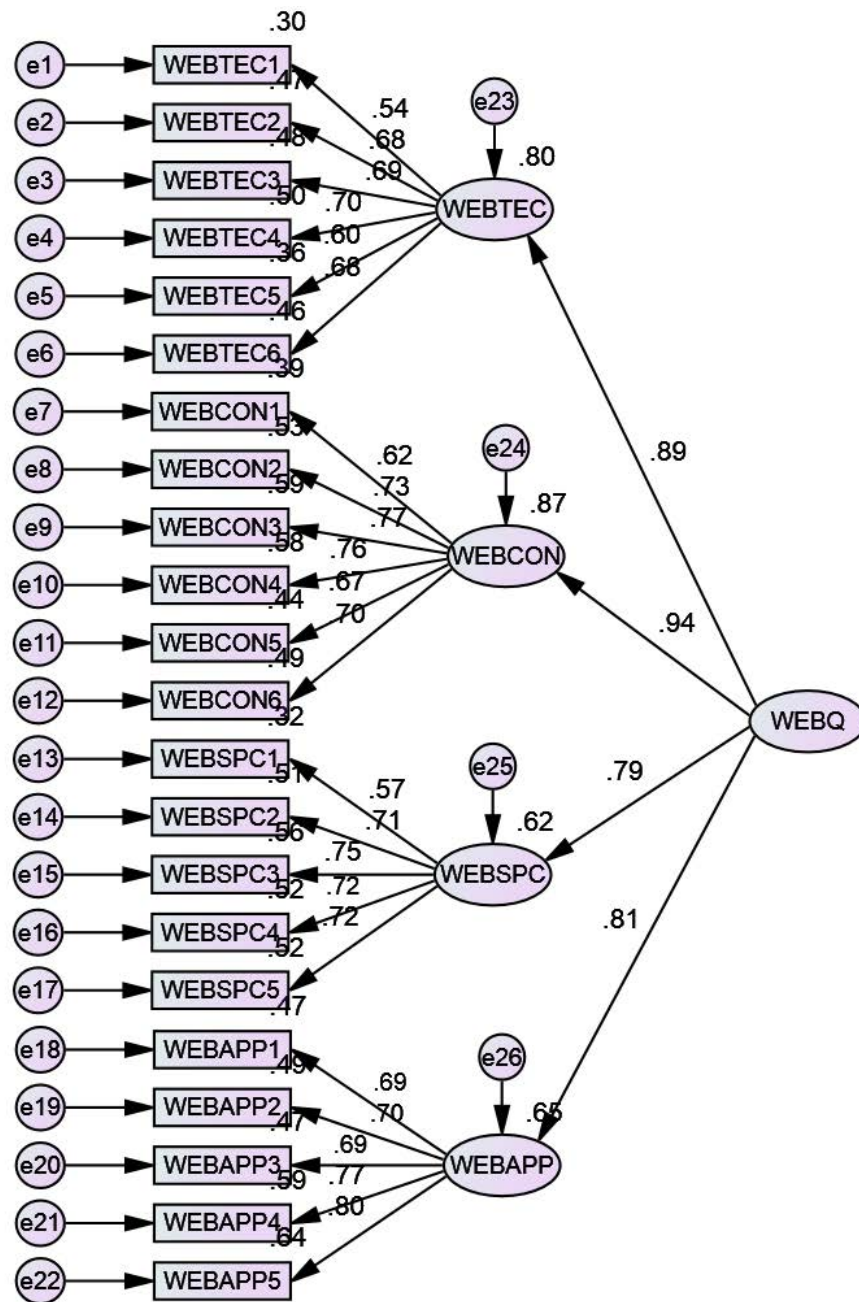 .30
e1 WEBTEC1
.47
e2 WEBTEC2
.48
e3 WEBTEC3
.50
e4 WEBTEC4
.36
e5 WEBTEC5
.46
e6 WEBTEC6
.39
.54
.68
.69
.70
.60
.68
e23
.80
WEBTEC
e7 WEBCON1
.53
e8 WEBCON2
.59
e9 WEBCON3
.58
e10 WEBCON4
.44
e11 WEBCON5
.49
e12 WEBCON6
.32
.62
.73
.77
.76
.67
.70
e24
.87
WEBCON
e13 WEBSPC1
.51
e14 WEBSPC2
.56
e15 WEBSPC3
.52
e16 WEBSPC4
.52
e17 WEBSPC5
.47
.57
.71
.75
.72
.72
e25
.62
WEBSPC
e18 WEBAPP1
.49
e19 WEBAPP2
.47
e20 WEBAPP3
.59
e21 WEBAPP4
.64
e22 WEBAPP5
.69
.70
.69
.77
.80
e26
.65
WEBAPP
.89
.94
.79
.81
WEBQ